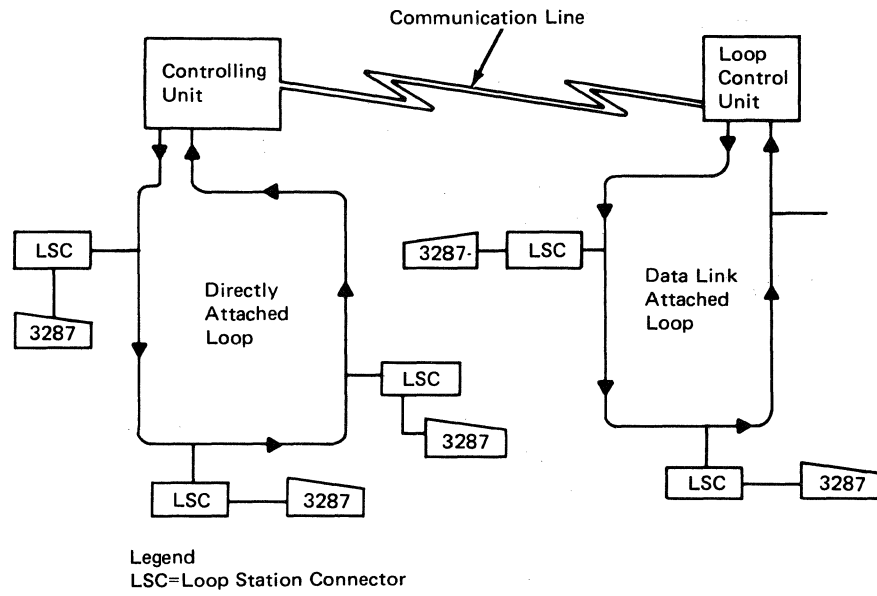 Communication Line
Controlling
Unit
Loop
Control
Unit
LSC
3287
Directly
Attached
Loop
LSC
3287
LSC
3287
3287-
LSC
Data Link
Attached
Loop
LSC
3287
Legend
LSC=Loop Station Connector